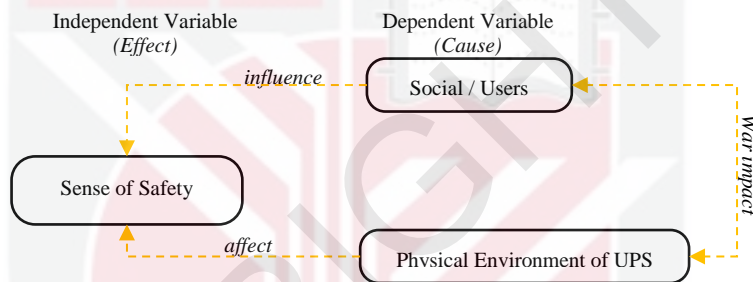 Independent Variable
(Effect)
Dependent Variable
(Cause)
influence
Social / Users
War impact
Sense of Safety
affect
Physical Environment of UPS